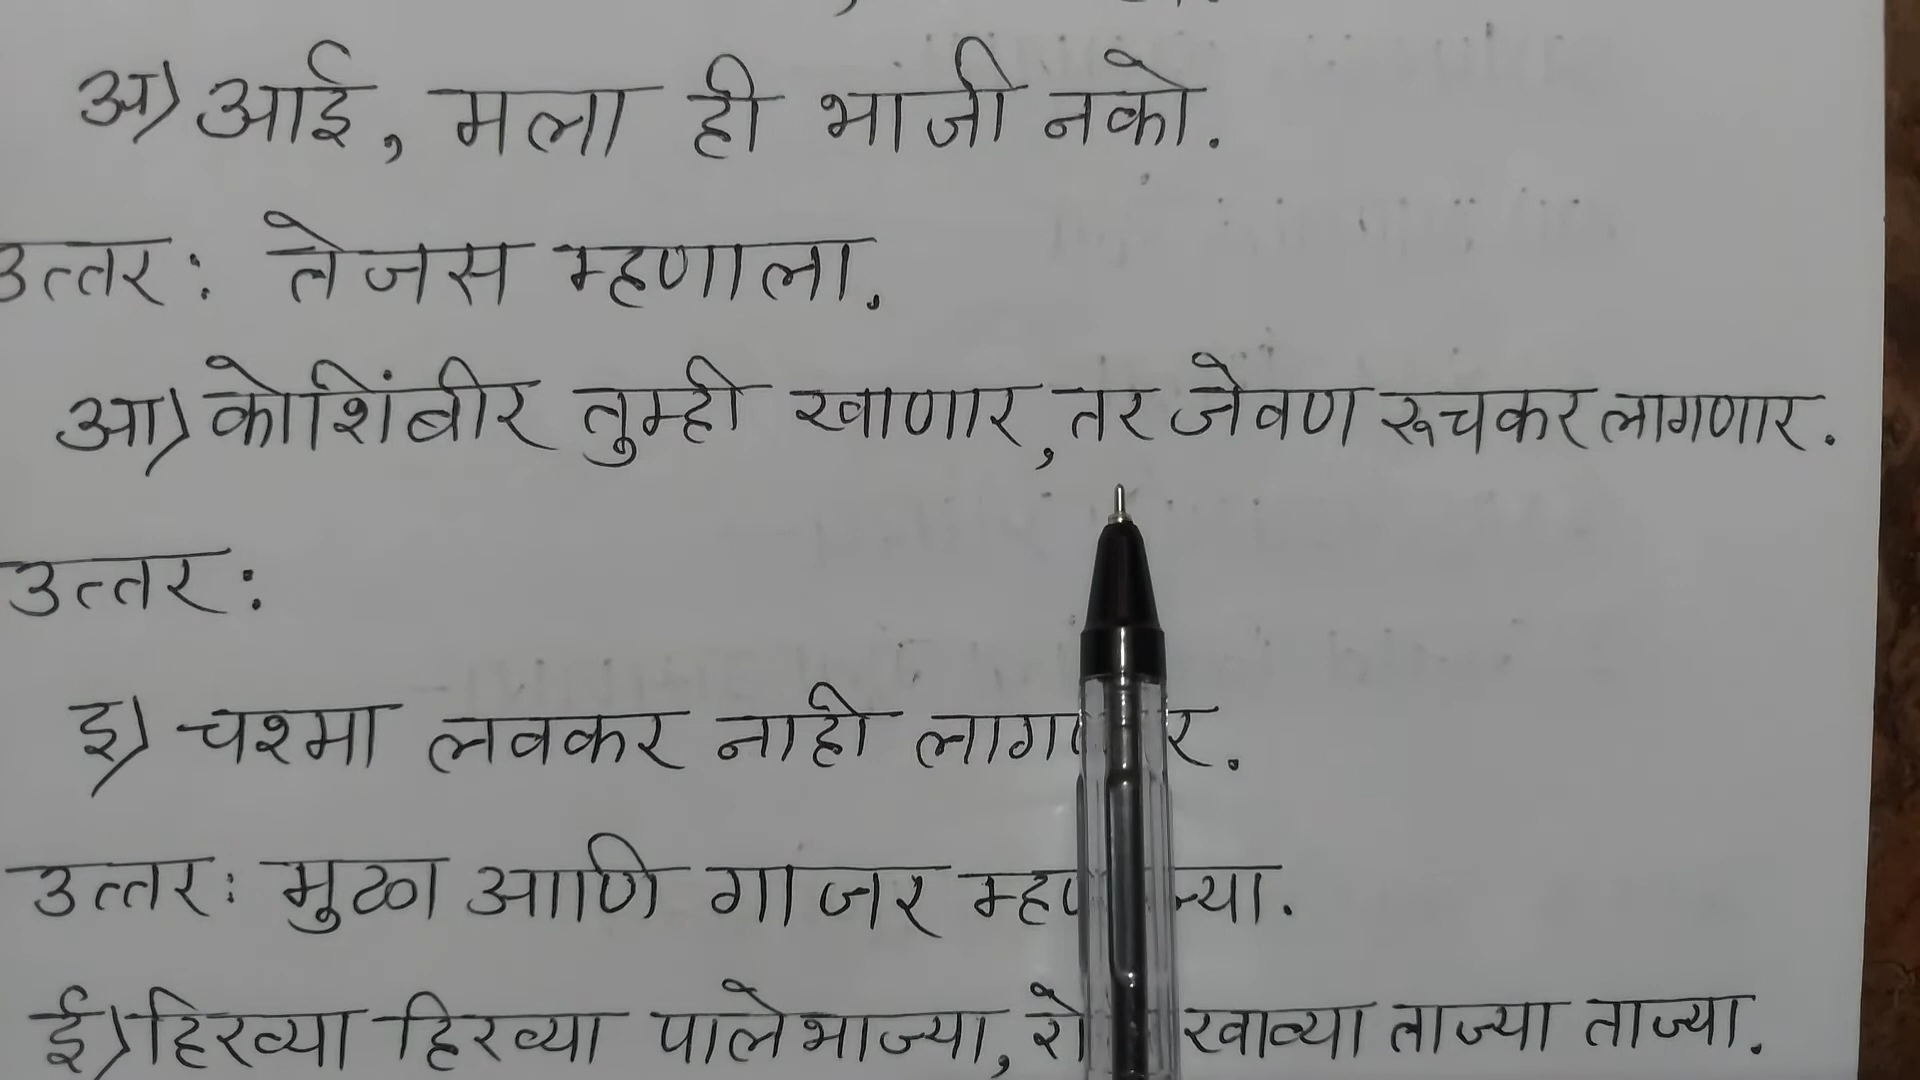 अ) आई, मला ही भाजी नको.
उत्तर: तेजस म्हणाला.
आ) कोशिंबीर तुम्ही खाणार, तर जेवण रूचकर लागणार.
उत्तर:
इ) चश्मा लवकर नाही
उत्तर: मुळा आणि गाजर
ई) हिरव्या हिरव्या पालेभाज्या, खाव्या ताज्या ताज्या.